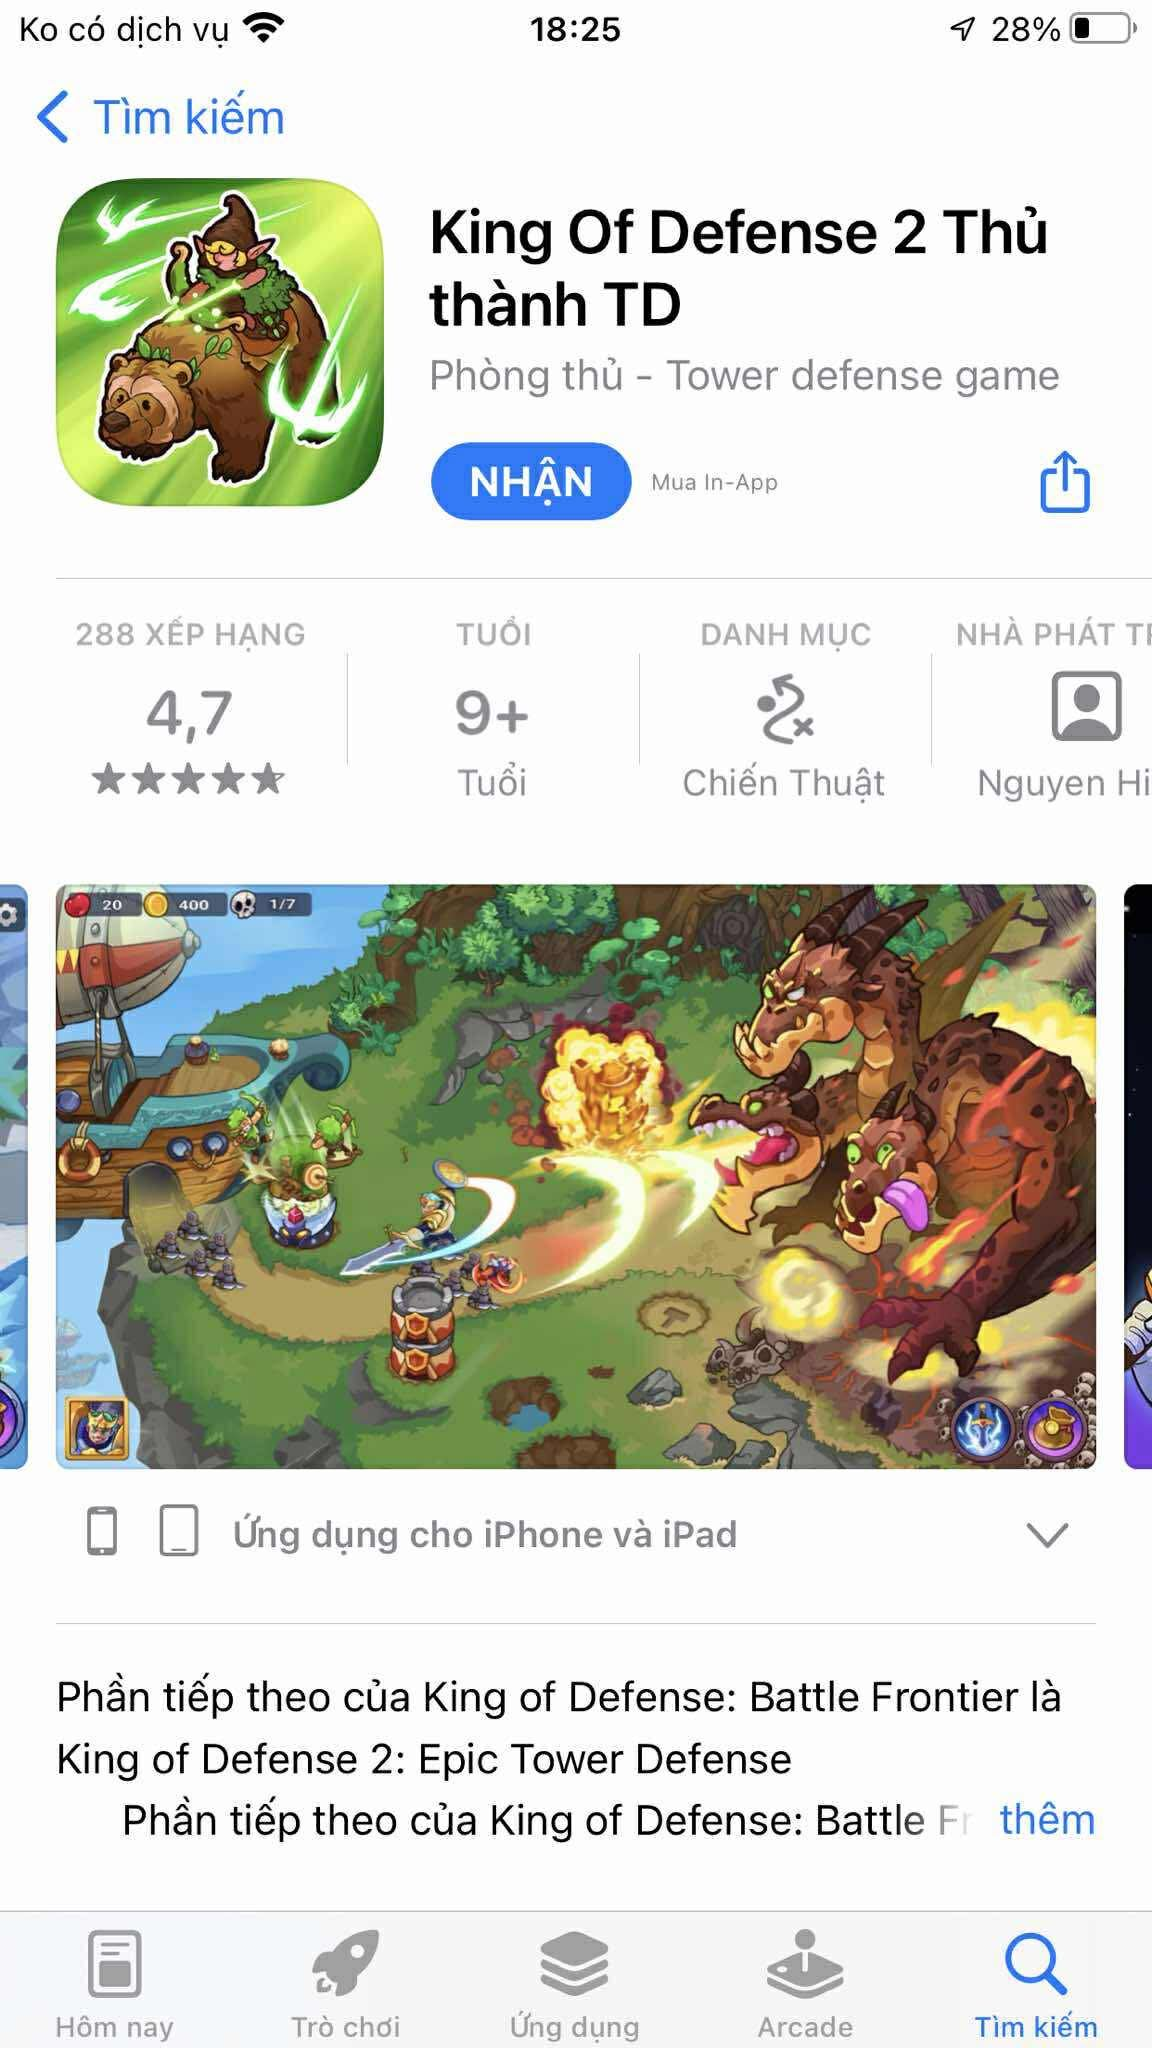 Ko có dịch vụ 18:25 28%
Tìm kiếm
King Of Defense 2 Thủ
thành TD
Phòng thủ - Tower defense game
NHẬN Mua In-App
288 XẾP HẠNG TUỔI DANH MỤC NHÀ PHÁT
4,7 9+
Tuổi Chiến Thuật Nguyen
20 400 1/7
Ứng dụng cho iPhone và iPad
Phần tiếp theo của King of Defense: Battle Frontier là
King of Defense 2: Epic Tower Defense
Phần tiếp theo của King of Defense: Battle Fr thêm
Hôm nay Trò chơi Ứng dụng Arcade Tìm kiếm